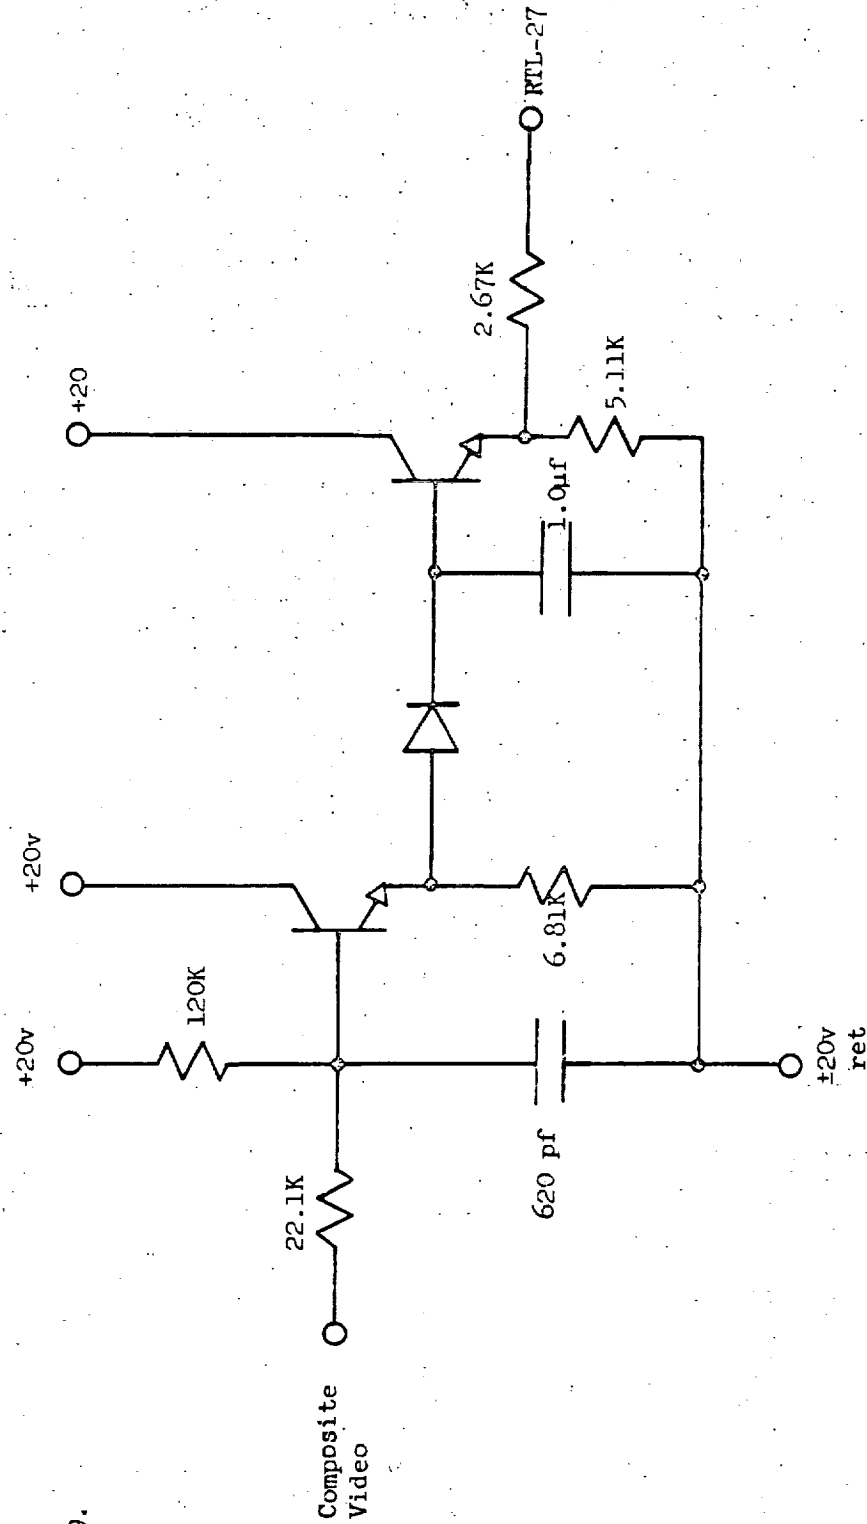 +20v
+20v
+20
120K
22.1K
Composite
Video
620 pf
6.81K
1.0µf
5.11K
2.67K
RTL-27
±20v
ret